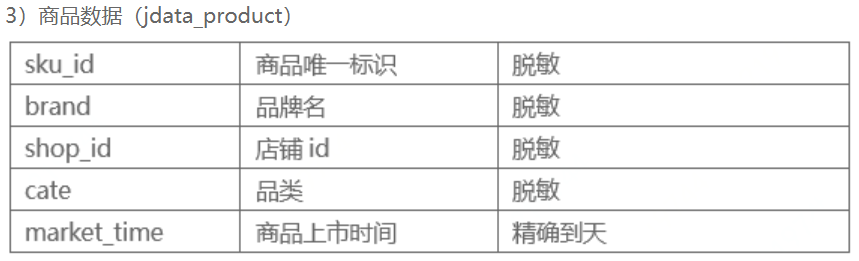 3）商品数据（jdata_product）
sku_id 商品唯一标识 脱敏
brand 品牌名 脱敏
shop_id 店铺 id 脱敏
cate 品类 脱敏
market_time 商品上市时间 精确到天